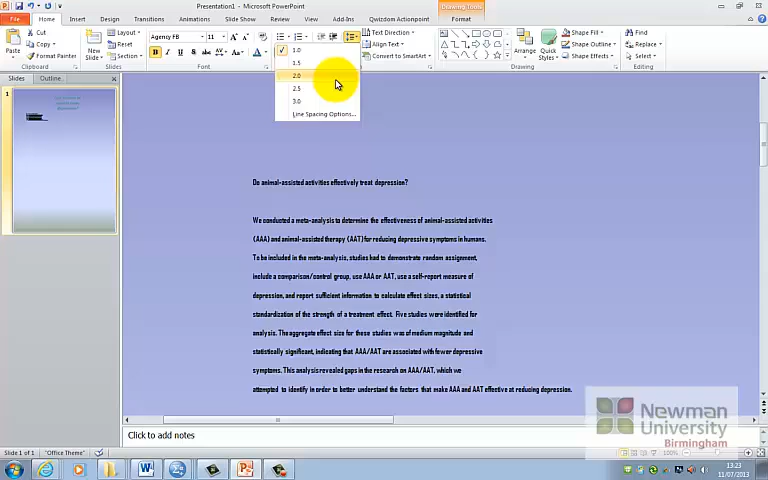 Presentation1 - Microsoft PowerPoint
Drawing Tools
File Home Insert Design Transitions Animations Slide Show Review View Add-Ins Qwizdom Actionpoint Format
Cut
Copy
Format Painter
Paste
Clipboard
New
Slide
Layout
Reset
Section
Slides
Agency FB 11
Font
Text Direction
Align Text
Convert to SmartArt
Drawing
Arrange
Quick
Styles
Shape Fill
Shape Outline
Shape Effects
Find
Replace
Select
Editing
1.0
1.5
2.0
2.5
3.0
Line Spacing Options...
Slides Outline
1
Do animal-assisted activities effectively treat depression?
We conducted a meta-analysis to determine the effectiveness of animal-assisted activities
(AAA) and animal-assisted therapy (AAT) for reducing depressive symptoms in humans.
To be included in the meta-analysis, studies had to demonstrate random assignment,
include a comparison/control group, use AAA or AAT, use a self-report measure of
depression, and report sufficient information to calculate effect sizes, a statistical
standardization of the strength of a treatment effect. Five studies were identified for
analysis. The aggregate effect size for these studies was of medium magnitude and
statistically significant, indicating that AAA/AAT are associated with fewer depressive
symptoms. This analysis revealed gaps in the research on AAA/AAT, which we
attempted to identify in order to better understand the factors that make AAA and AAT effective at reducing depression.
Newman
University
Birmingham
Click to add notes
Slide 1 of 1 "Office Theme" 100%
13:23
11/07/2013